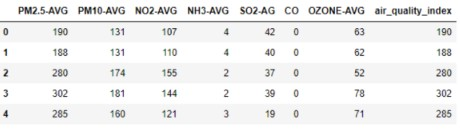 PM2.5-AVG PM10-AVG NO2-AVG NH3-AVG SO2-AG CO OZONE-AVG air_quality_index
0 190 131 107 4 42 0 63 190
1 188 131 110 4 40 0 62 188
2 280 174 155 2 37 0 52 280
3 302 181 144 2 39 0 78 302
4 285 160 121 3 19 0 71 285